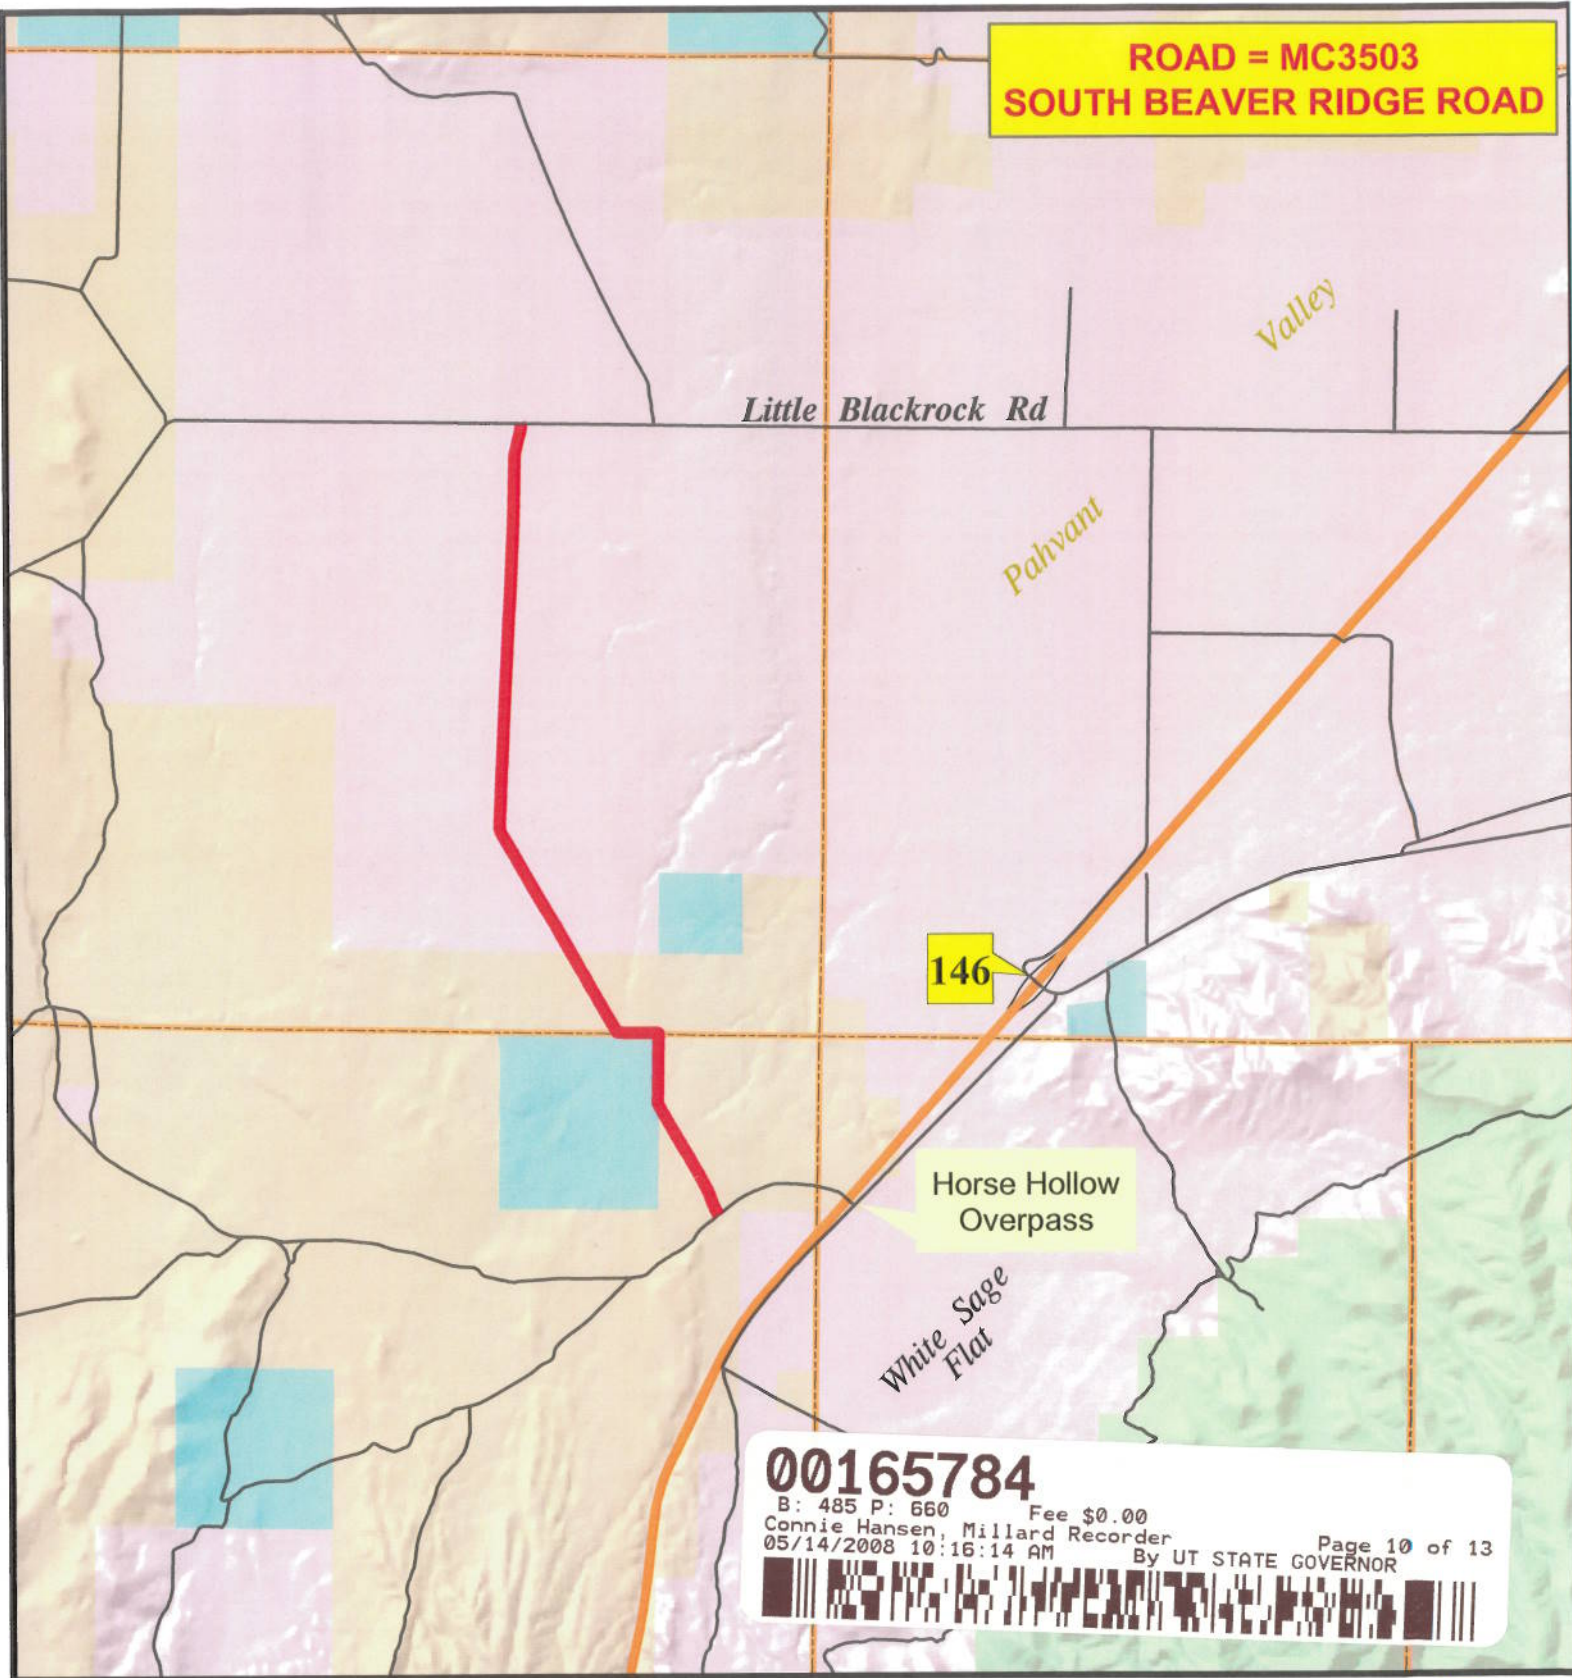 ROAD = MC3503
SOUTH BEAVER RIDGE ROAD
Valley
Little Blackrock Rd
Pahvant
146
Horse Hollow
Overpass
White Sage
Flat
00165784
B: 485 P: 660 Fee $0.00
Connie Hansen, Millard Recorder Page 10 of 13
05/14/2008 10:16:14 AM By UT STATE GOVERNOR